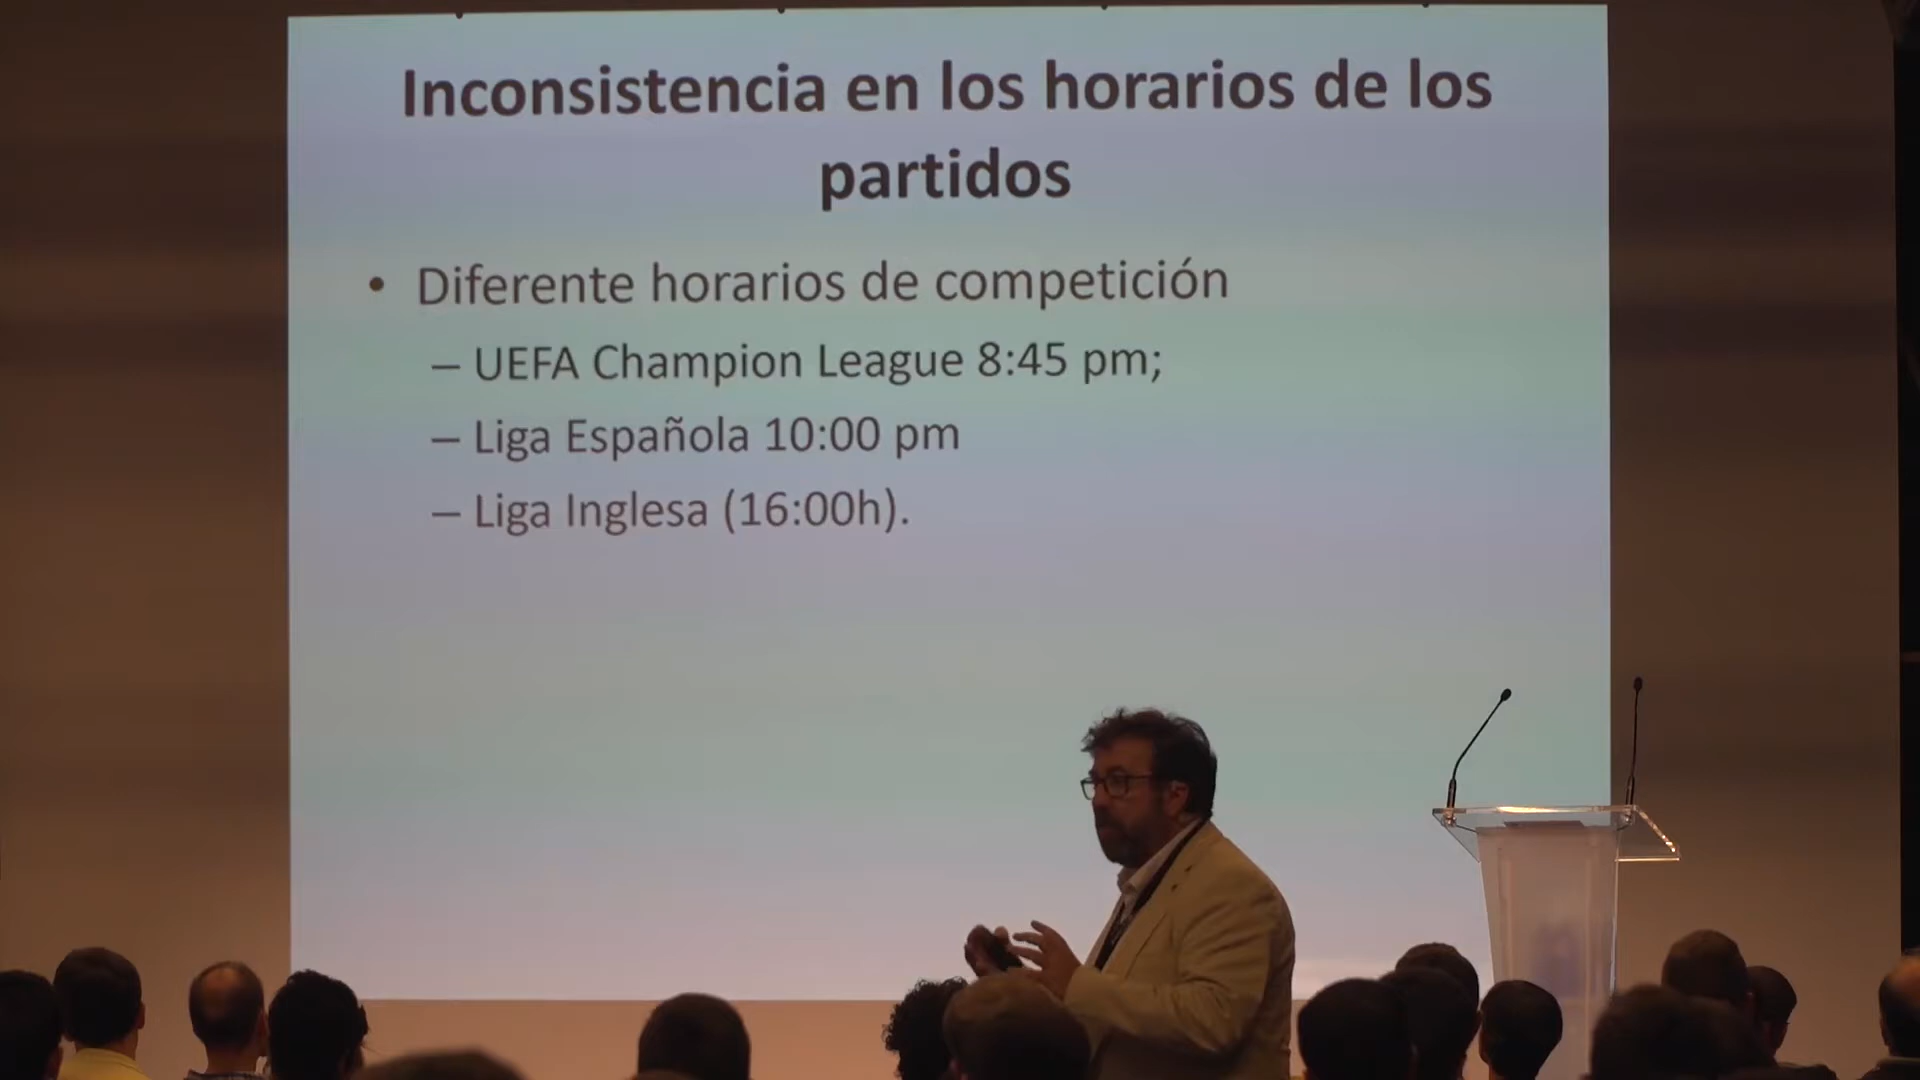 Inconsistencia en los horarios de los
partidos
• Diferente horarios de competición
– UEFA Champion League 8:45 pm;
– Liga Española 10:00 pm
– Liga Inglesa (16:00h).